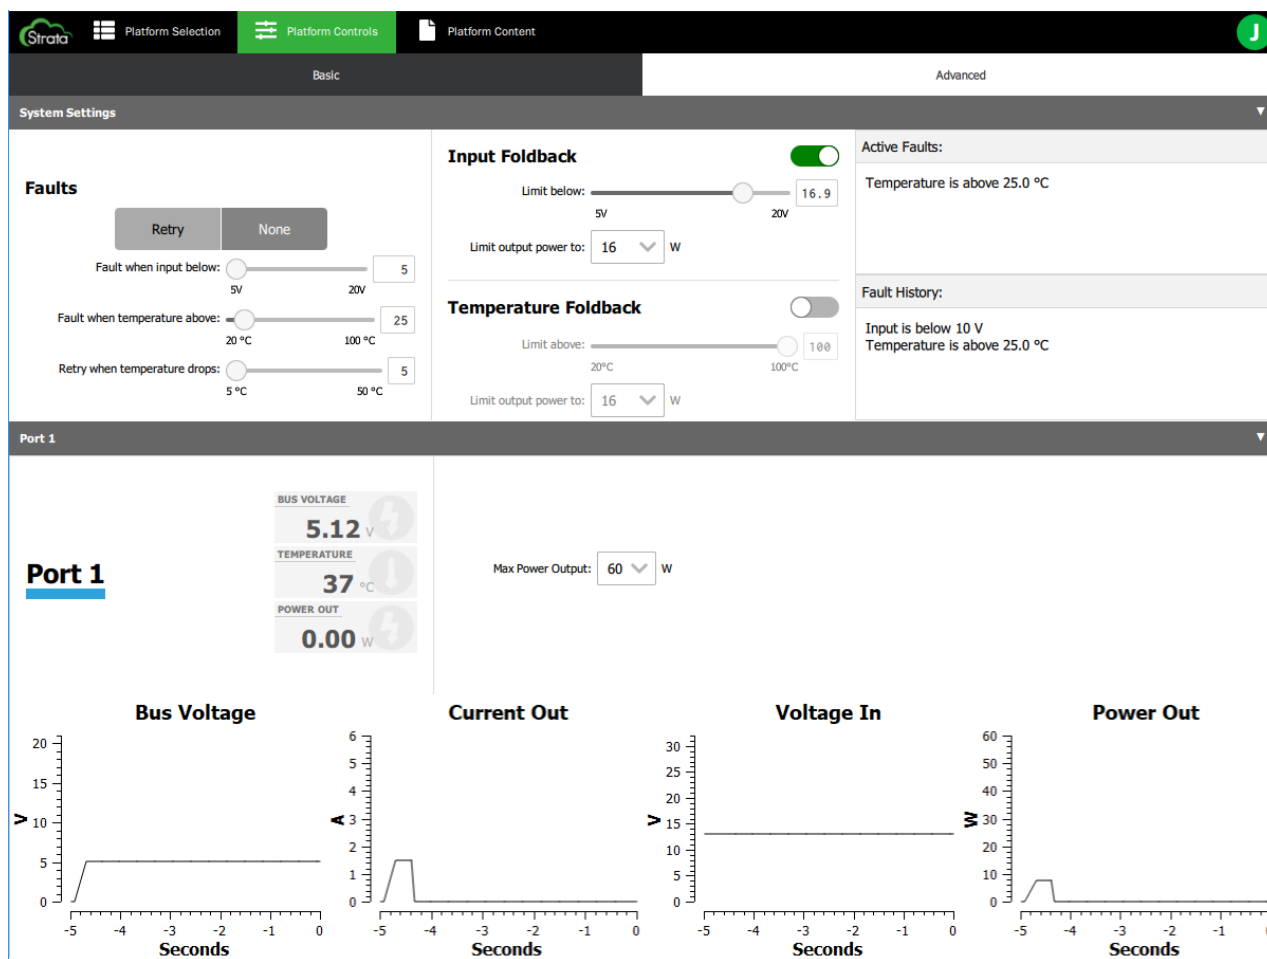 Strata
Platform Selection
Platform Controls
Platform Content
J
Basic
Advanced
System Settings
Faults
Retry
None
Fault when input below:
5
5V
20V
Fault when temperature above:
25
20 °C
100 °C
Retry when temperature drops:
5
5 °C
50 °C
Input Foldback
Limit below:
16.9
5V
20V
Limit output power to:
16
W
Temperature Foldback
Limit above:
100
20°C
100°C
Limit output power to:
16
W
Active Faults:
Temperature is above 25.0 °C
Fault History:
Input is below 10 V
Temperature is above 25.0 °C
Port 1
Port 1
BUS VOLTAGE
5.12 V
TEMPERATURE
37 °C
POWER OUT
0.00 W
Max Power Output:
60
W
Bus Voltage
20
15
10
5
0
V
-5 -4 -3 -2 -1 0
Seconds
Current Out
6
5
4
3
2
1
0
A
-5 -4 -3 -2 -1 0
Seconds
Voltage In
30
25
20
15
10
5
0
V
-5 -4 -3 -2 -1 0
Seconds
Power Out
60
50
40
30
20
10
0
W
-5 -4 -3 -2 -1 0
Seconds